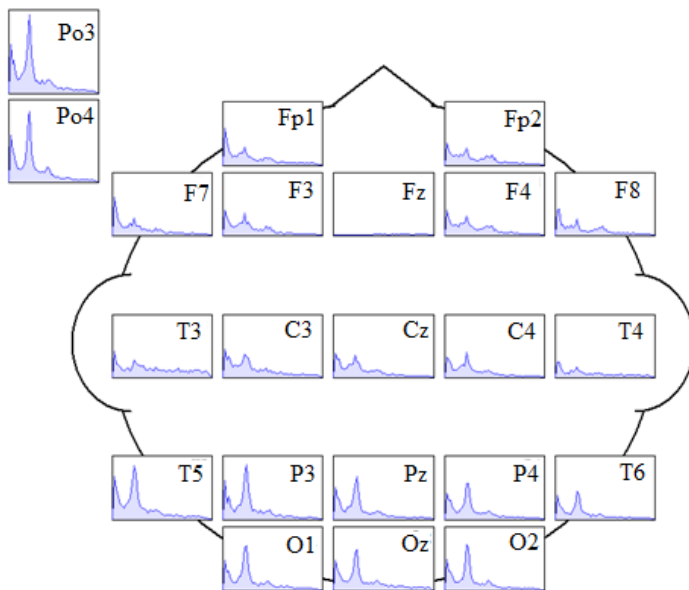 Po3
Po4
Fp1 Fp2
F7 F3 Fz F4 F8
T3 C3 Cz C4 T4
T5 P3 Pz P4 T6
O1 Oz O2